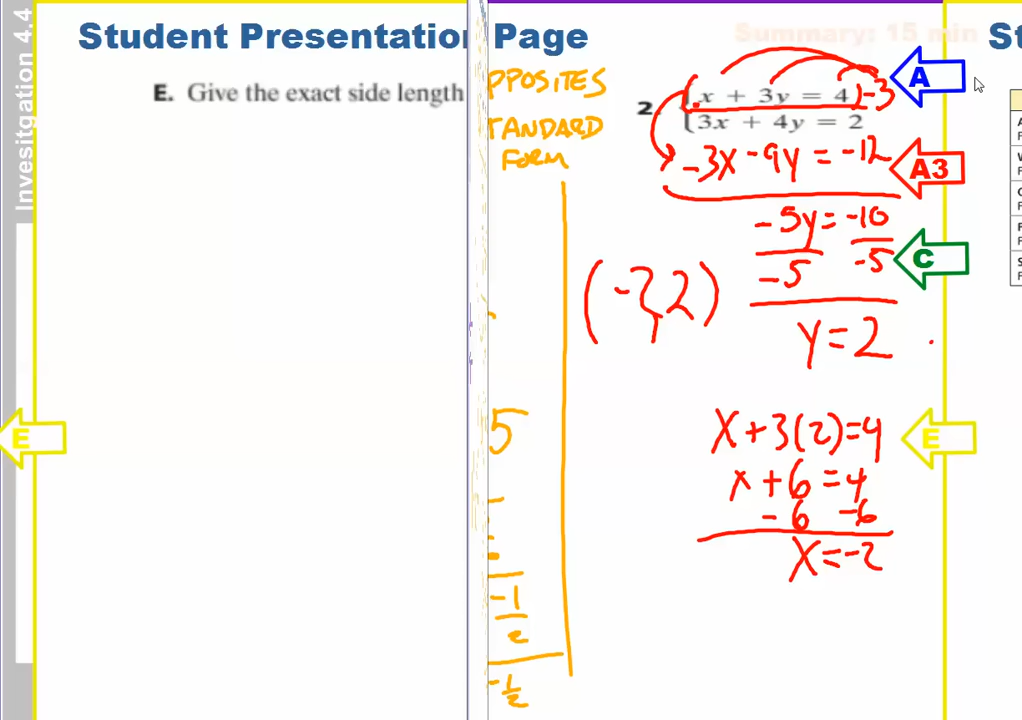 Student Presentation Page
Summary: 15 min
St
Invesitgation 4.4
E. Give the exact side length
E
OPPOSITES
STANDARD
FORM
5
-1
2
-1/2
2.
x + 3y = 4 -3
3x + 4y = 2
-3x -9y = -12
-5y = -10
-5 -5
y = 2
(-2,2)
x+3(2)=4
x + 6 = 4
-6 -6
x = -2
A
A3
C
E